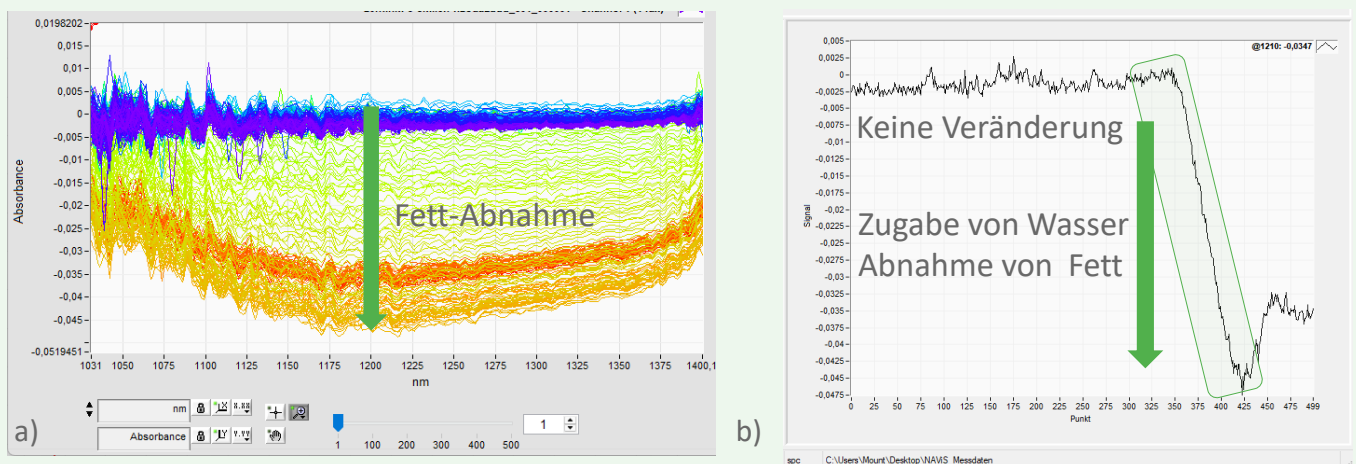 0,0198202
0,015
0,01
0,005
0
-0,005
-0,01
-0,015
-0,02
-0,025
-0,03
-0,035
-0,04
-0,045
-0,0519451
Absorbance
Fett-Abnahme
1031 1050 1075 1100 1125 1150 1175 1200 1225 1250 1275 1300 1325 1350 1375 1400,1
nm
nm
Absorbance
1 100 200 300 400 500
1
a)
@1210: -0,0347
0,005
0,0025
0
-0,0025
-0,005
-0,0075
-0,01
-0,0125
-0,015
-0,0175
-0,02
-0,0225
-0,025
-0,0275
-0,03
-0,0325
-0,035
-0,0375
-0,04
-0,0425
-0,045
-0,0475
Signal
Keine Veränderung
Zugabe von Wasser
Abnahme von Fett
0 25 50 75 100 125 150 175 200 225 250 275 300 325 350 375 400 425 450 475 499
Punkt
b)
spc C:\Users\Mount\Desktop\NAVIS_Messdaten